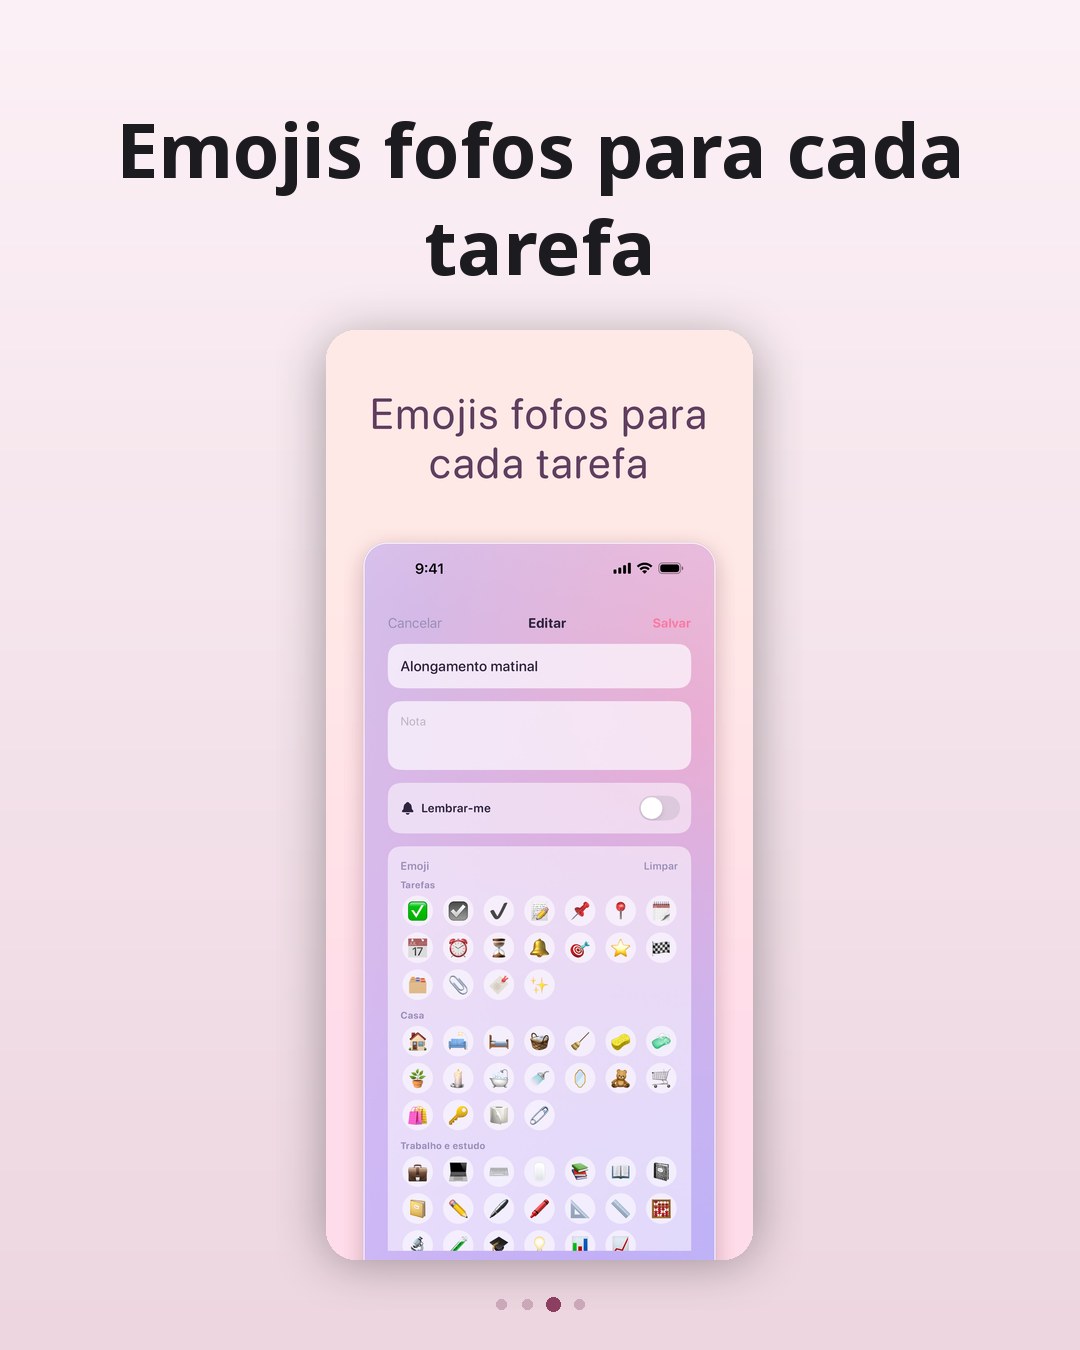 Emojis fofos para cada
tarefa
Emojis fofos para
cada tarefa
9:41
Cancelar
Editar
Salvar
Alongamento matinal
Nota
Lembrar-me
Emoji
Limpar
Tarefas
Casa
Trabalho e estudo